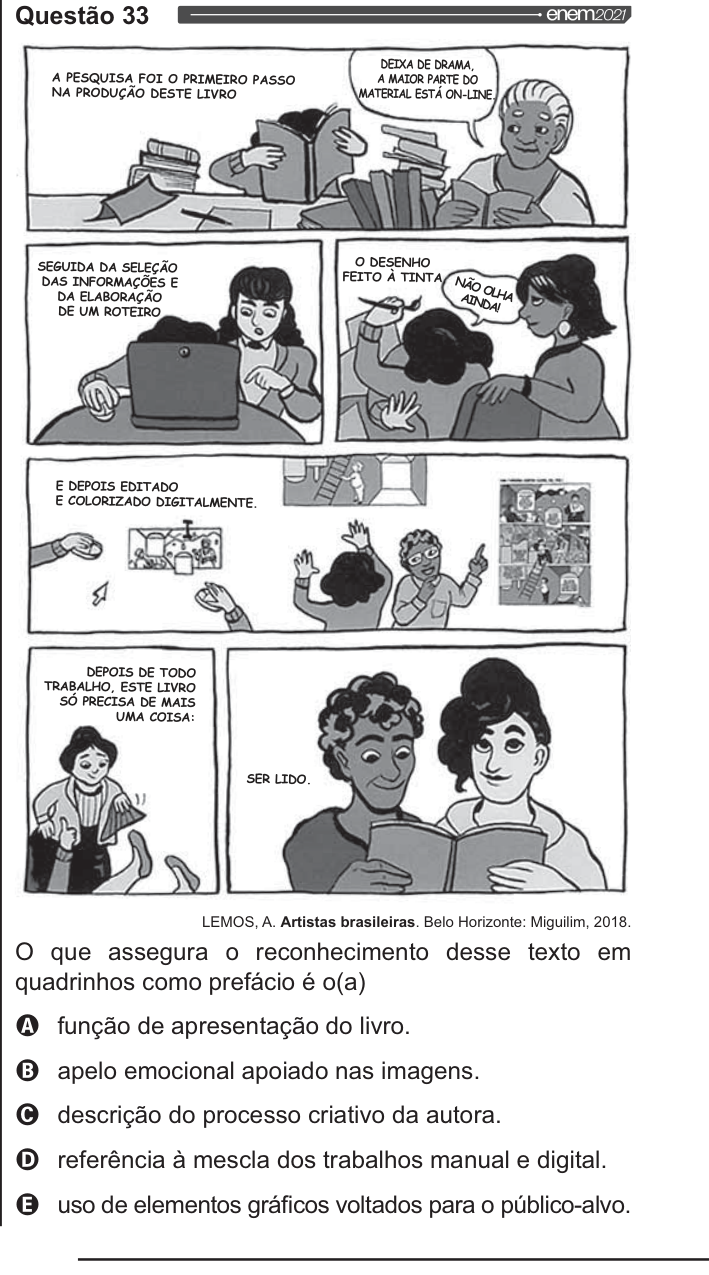 Questão 33
enem2021
A PESQUISA FOI O PRIMEIRO PASSO
NA PRODUÇÃO DESTE LIVRO
DEIXA DE DRAMA,
A MAIOR PARTE DO
MATERIAL ESTÁ ON-LINE
SEGUIDA DA SELEÇÃO
DAS INFORMAÇÕES E
DA ELABORAÇÃO
DE UM ROTEIRO
O DESENHO
FEITO À TINTA
NÃO OLHA
AINDA!
E DEPOIS EDITADO
E COLORIZADO DIGITALMENTE.
DEPOIS DE TODO
TRABALHO, ESTE LIVRO
SÓ PRECISA DE MAIS
UMA COISA:
SER LIDO.
LEMOS, A. Artistas brasileiras. Belo Horizonte: Miguilim, 2018.
O que assegura o reconhecimento desse texto em
quadrinhos como prefácio é o(a)
A função de apresentação do livro.
B apelo emocional apoiado nas imagens.
C descrição do processo criativo da autora.
D referência à mescla dos trabalhos manual e digital.
E uso de elementos gráficos voltados para o público-alvo.